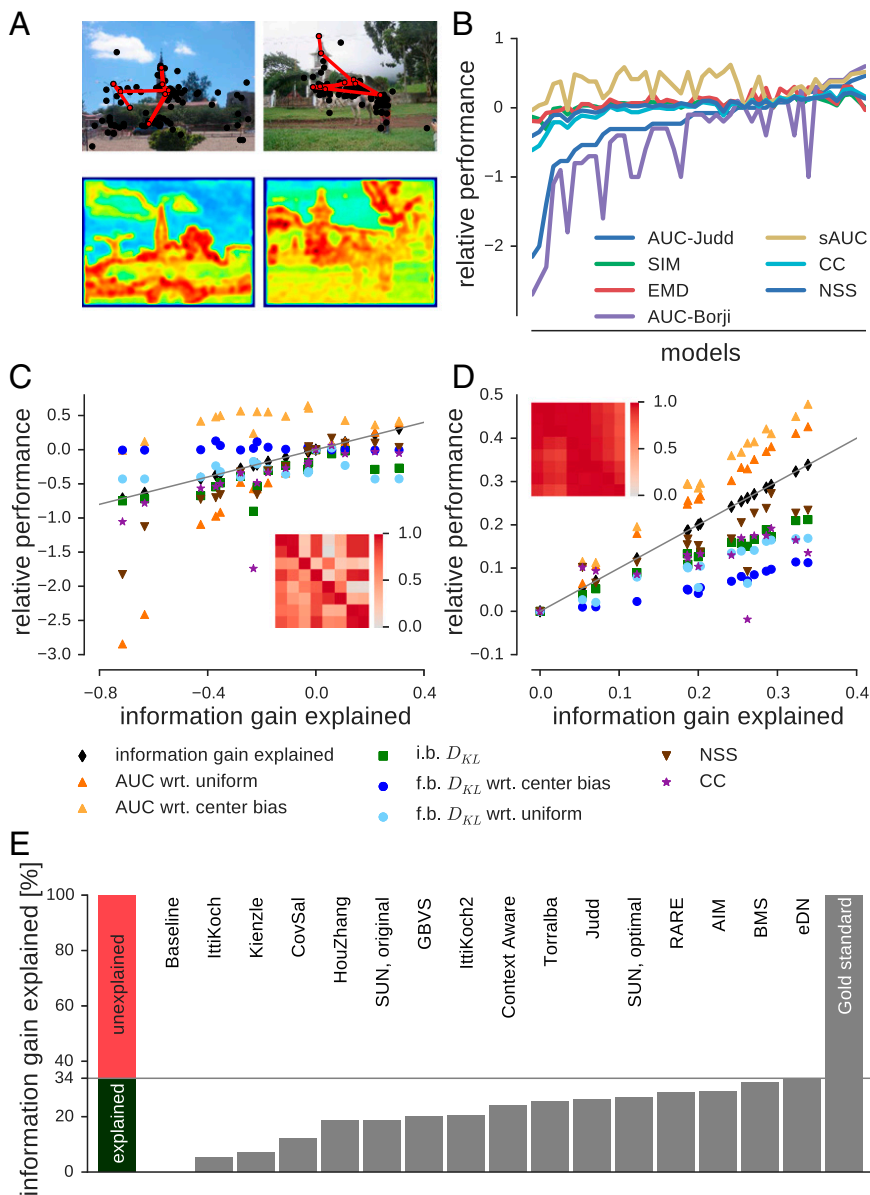 A
B
relative performance
1
0
−1
−2
AUC-Judd
SIM
EMD
AUC-Borji
sAUC
CC
NSS
models
C
relative performance
0.5
0.0
−0.5
−1.0
−1.5
−2.0
−2.5
−3.0
1.0
0.5
0.0
−0.8
−0.4
0.0
0.4
information gain explained
D
relative performance
0.5
0.4
0.3
0.2
0.1
0.0
−0.1
1.0
0.5
0.0
0.0
0.1
0.2
0.3
0.4
information gain explained
information gain explained
AUC wrt. uniform
AUC wrt. center bias
i.b. D_KL
f.b. D_KL wrt. center bias
f.b. D_KL wrt. uniform
NSS
CC
E
information gain explained [%]
100
80
60
40
34
20
0
unexplained
explained
Baseline
IttiKoch
Kienzle
CovSal
HouZhang
SUN, original
GBVS
IttiKoch2
Context Aware
Torralba
Judd
SUN, optimal
RARE
AIM
BMS
eDN
Gold standard